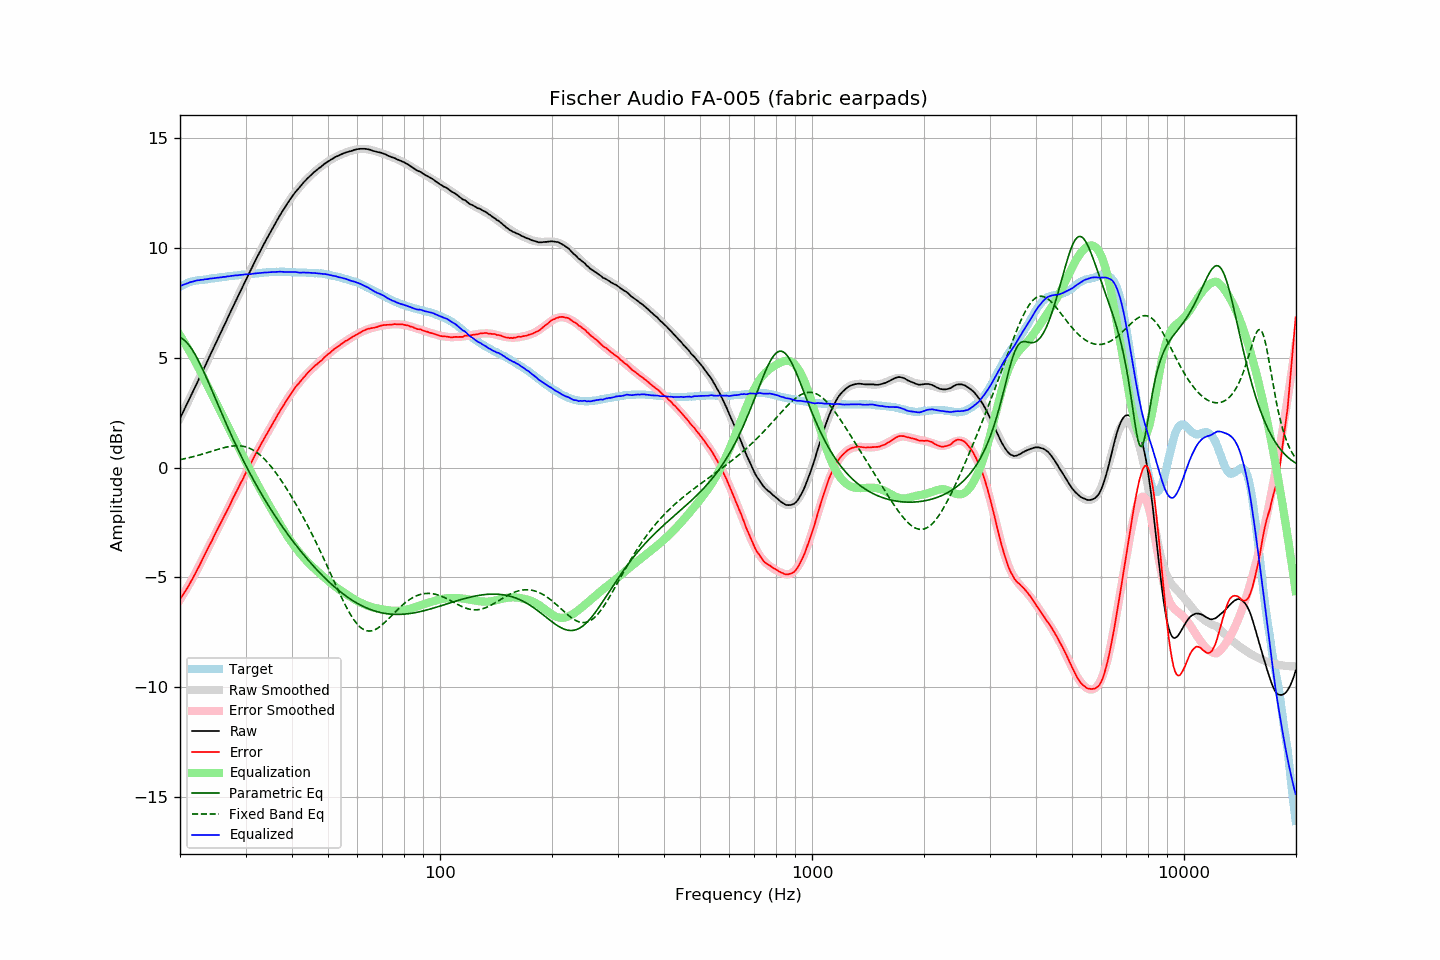 Fischer Audio FA-005 (fabric earpads)
15
10
5
0
−5
−10
−15
Amplitude (dBr)
Target
Raw Smoothed
Error Smoothed
Raw
Error
Equalization
Parametric Eq
Fixed Band Eq
Equalized
100
1000
10000
Frequency (Hz)